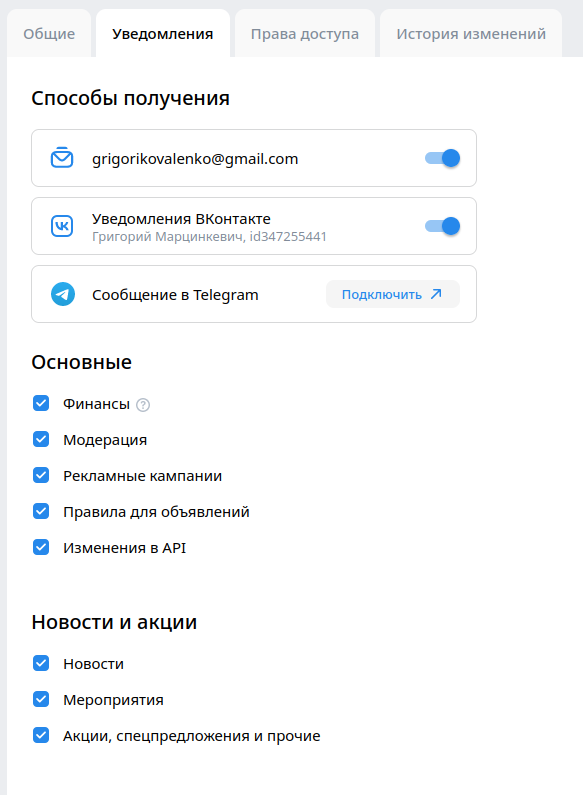 Общие Уведомления Права доступа История изменений
Способы получения
grigorikovalenko@gmail.com
Уведомления ВКонтакте
Григорий Марцинкевич, id347255441
Сообщение в Telegram Подключить
Основные
Финансы ?
Модерация
Рекламные кампании
Правила для объявлений
Изменения в API
Новости и акции
Новости
Мероприятия
Акции, спецпредложения и прочие